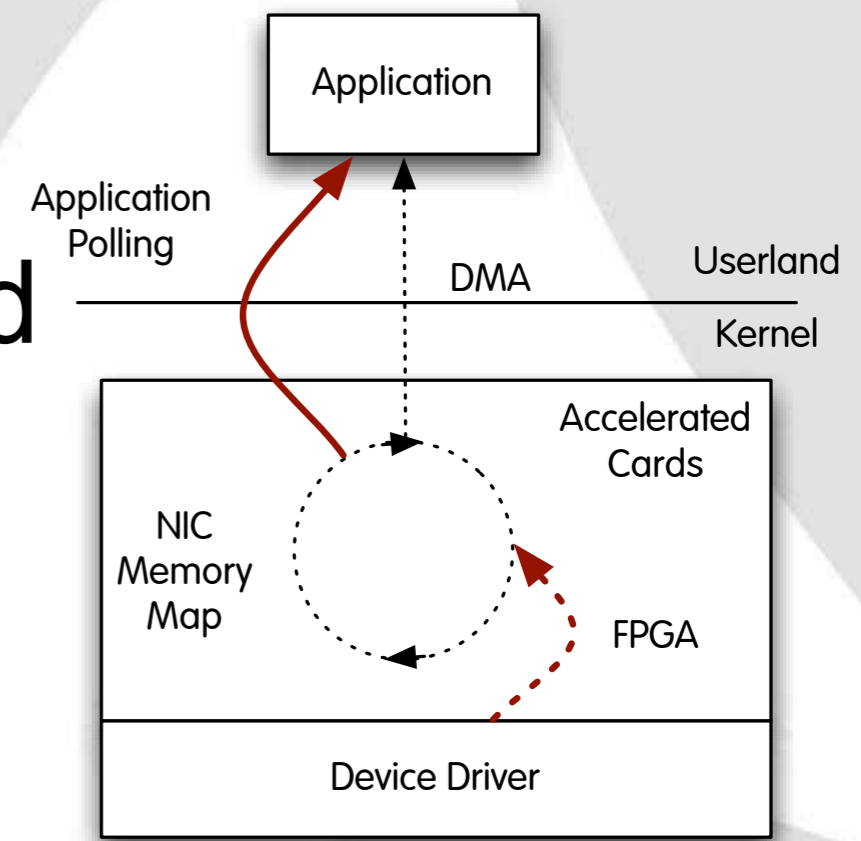 Application
Application
Polling
DMA
Userland
d
Kernel
Accelerated
Cards
NIC
Memory
Map
FPGA
Device Driver